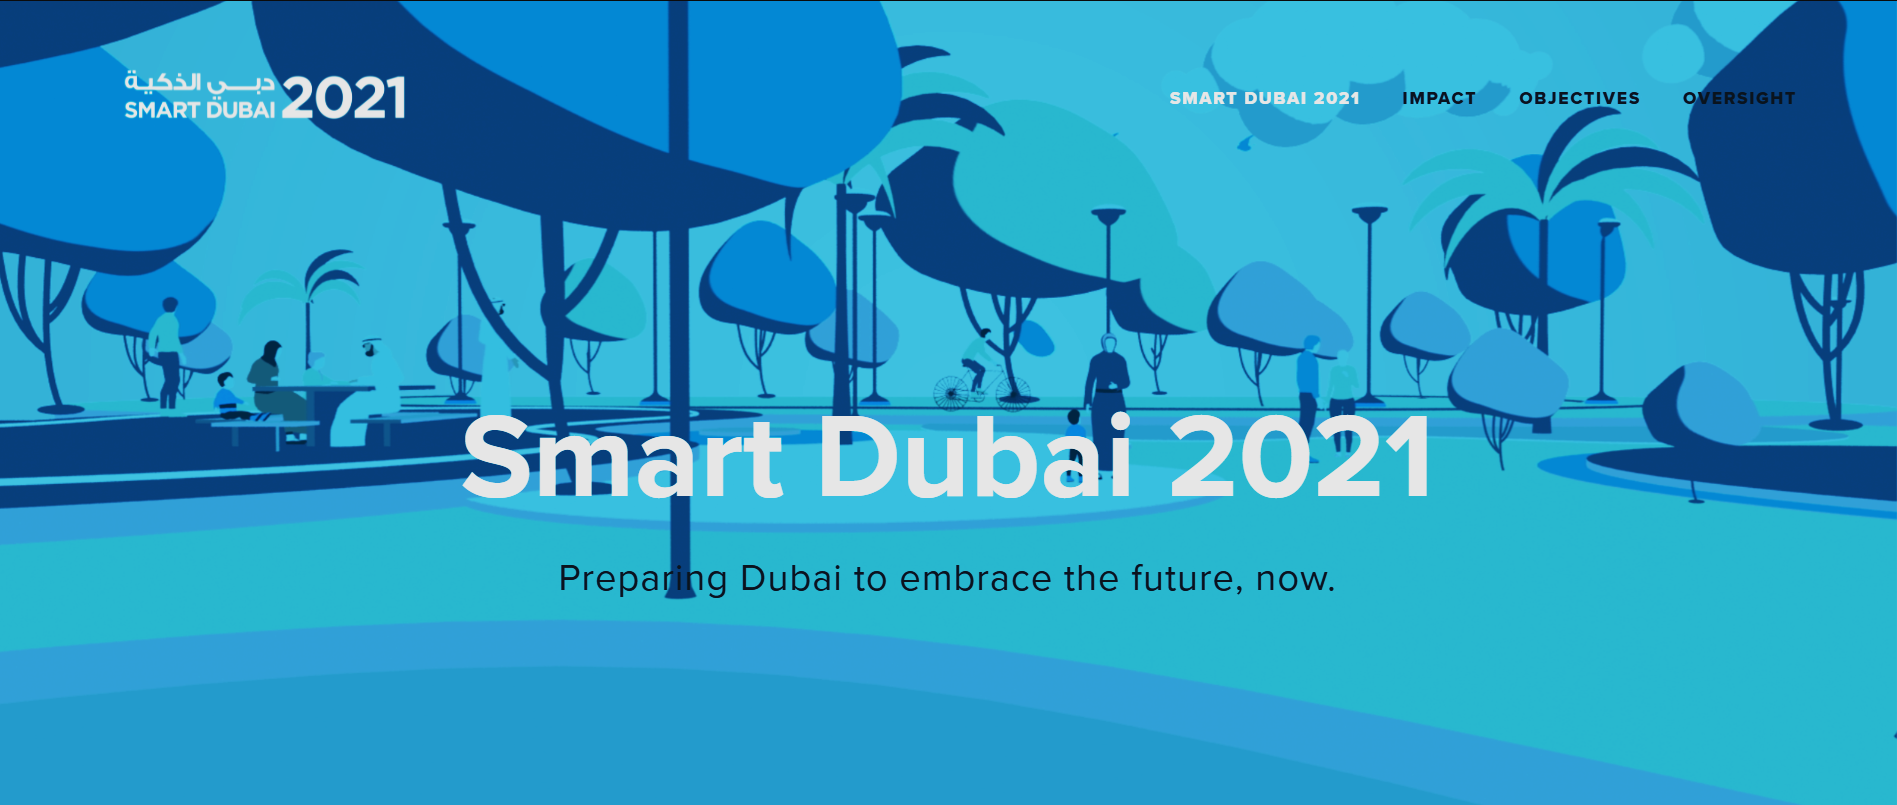 دبي الذكية
SMART DUBAI 2021
SMART DUBAI 2021 IMPACT OBJECTIVES OVERSIGHT
Smart Dubai 2021
Preparing Dubai to embrace the future, now.